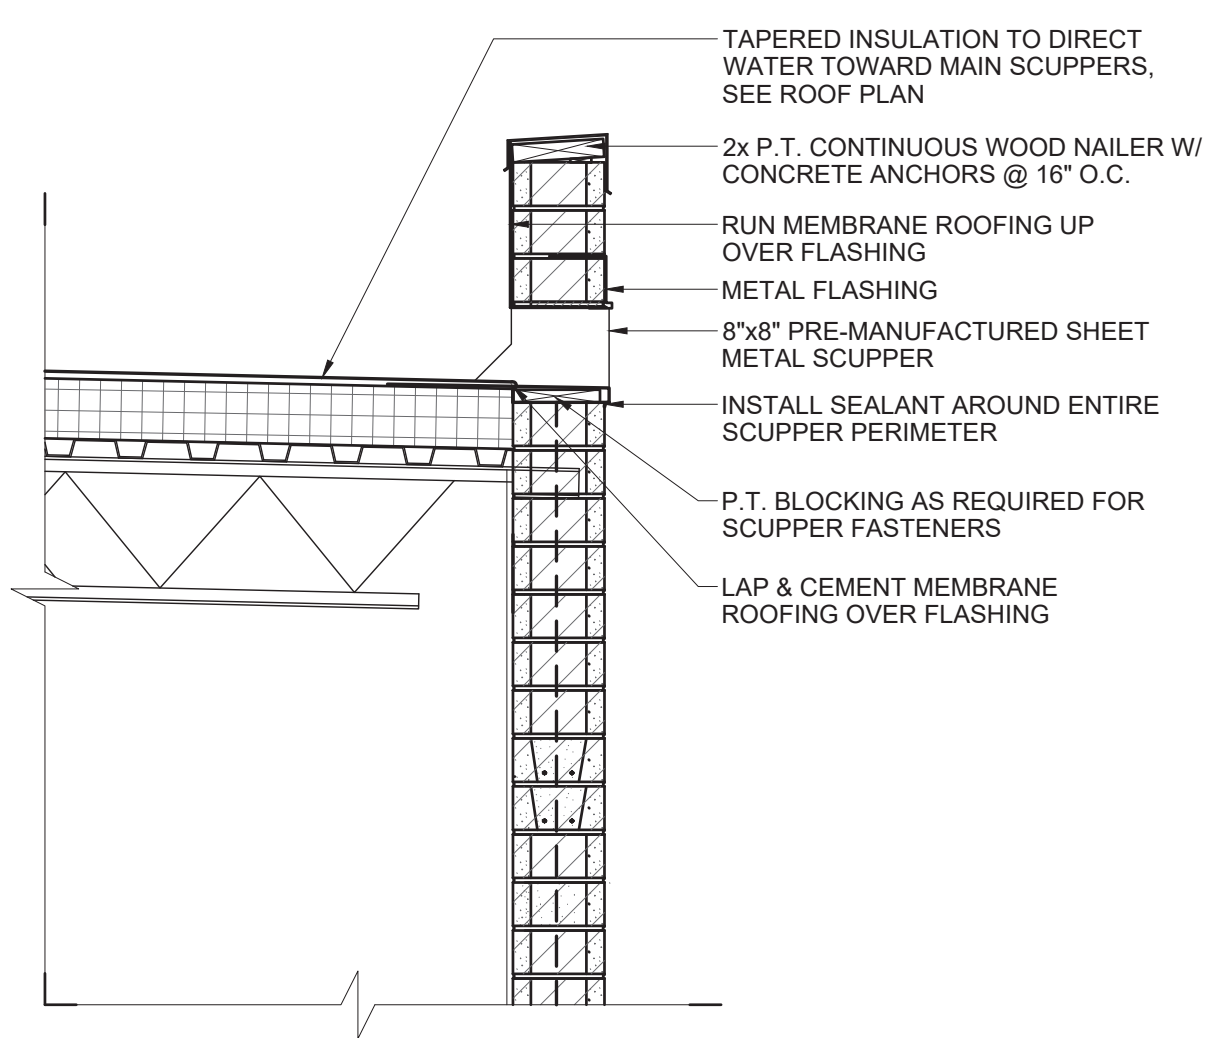 TAPERED INSULATION TO DIRECT
WATER TOWARD MAIN SCUPPERS,
SEE ROOF PLAN
2x P.T. CONTINUOUS WOOD NAILER W/
CONCRETE ANCHORS @ 16" O.C.
RUN MEMBRANE ROOFING UP
OVER FLASHING
METAL FLASHING
8"x8" PRE-MANUFACTURED SHEET
METAL SCUPPER
INSTALL SEALANT AROUND ENTIRE
SCUPPER PERIMETER
P.T. BLOCKING AS REQUIRED FOR
SCUPPER FASTENERS
LAP & CEMENT MEMBRANE
ROOFING OVER FLASHING